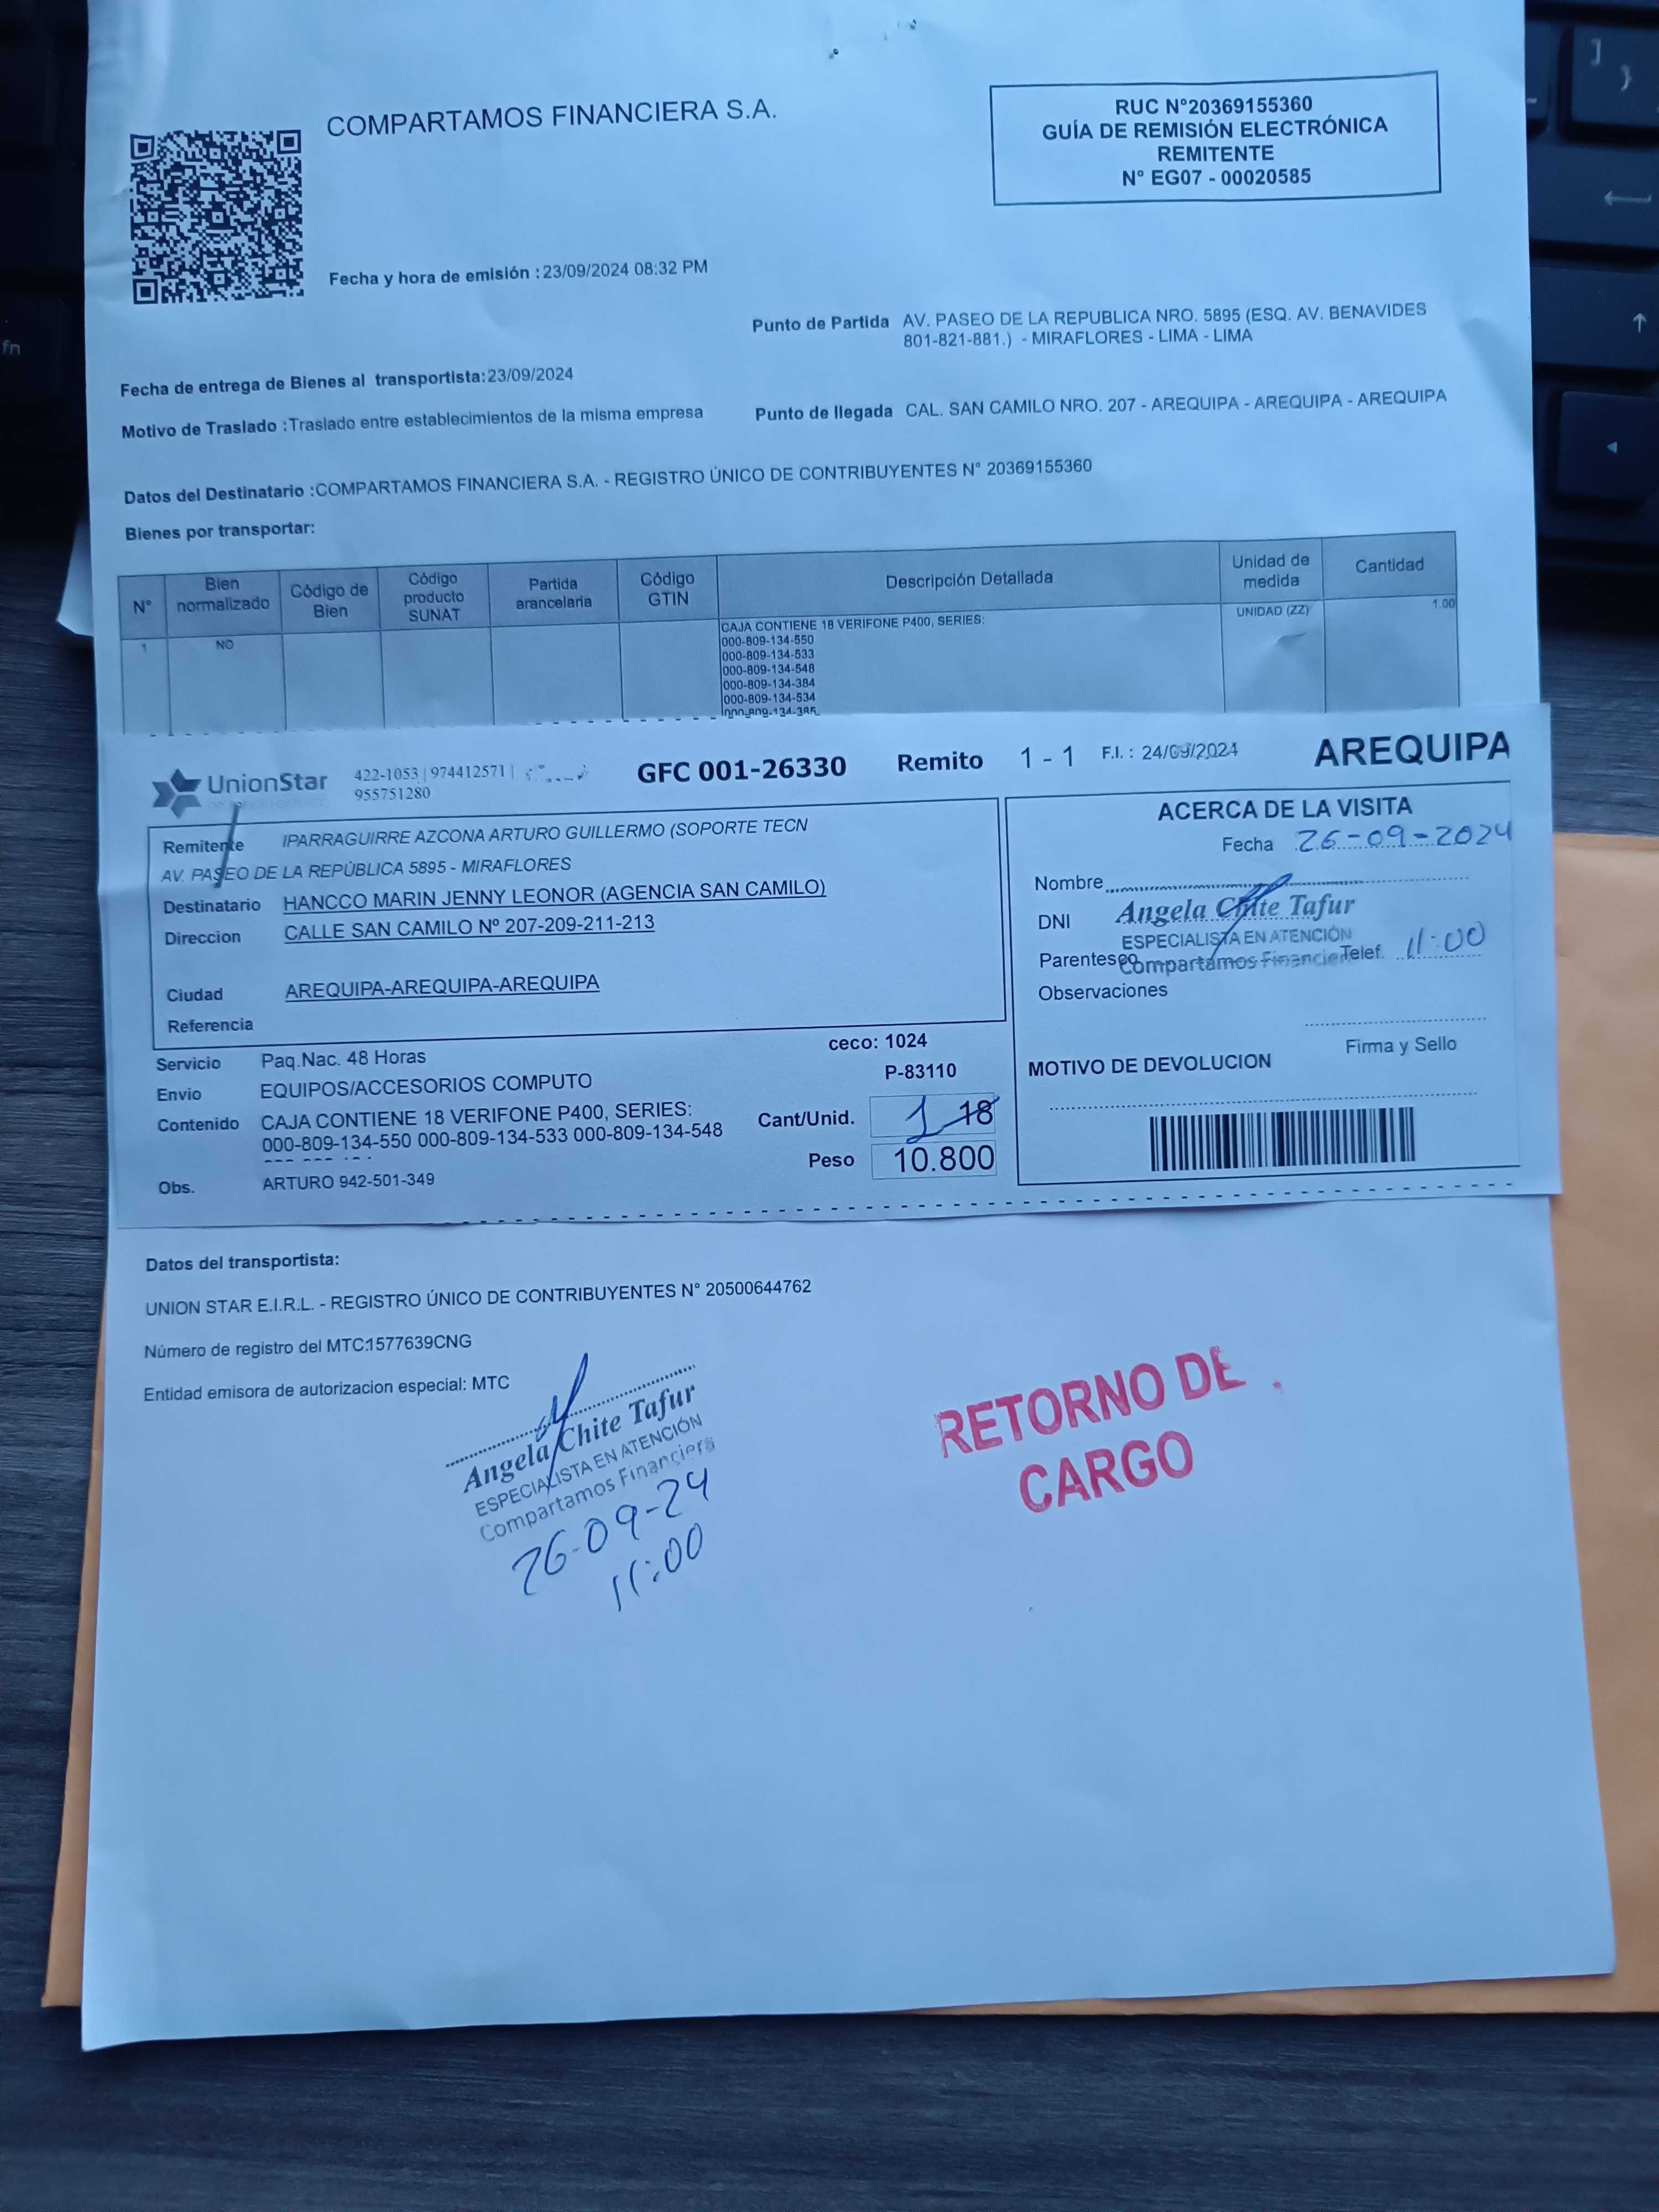 COMPARTAMOS FINANCIERA S.A.
RUC N°20369155360
GUÍA DE REMISIÓN ELECTRÓNICA
REMITENTE
N° EG07 - 00020585
Fecha y hora de emisión : 23/09/2024 08:32 PM
Punto de Partida AV. PASEO DE LA REPUBLICA NRO. 5895 (ESQ. AV. BENAVIDES
801-821-881.) - MIRAFLORES - LIMA - LIMA
Fecha de entrega de Bienes al transportista:23/09/2024
Motivo de Traslado :Traslado entre establecimientos de la misma empresa
Punto de llegada CAL. SAN CAMILO NRO. 207 - AREQUIPA - AREQUIPA - AREQUIPA
Datos del Destinatario :COMPARTAMOS FINANCIERA S.A. - REGISTRO ÚNICO DE CONTRIBUYENTES N° 20369155360
Bienes por transportar:
N° Bien normalizado Código de Bien Código producto SUNAT Partida arancelaria Código GTIN Descripción Detallada Unidad de medida Cantidad
1 NO CAJA CONTIENE 18 VERIFONE P400, SERIES: UNIDAD (ZZ) 1.00
000-809-134-550
000-809-134-533
000-809-134-548
000-809-134-384
000-809-134-534
000-809-134-385
UnionStar
422-1053 | 974412571 |
955751280
GFC 001-26330 Remito 1 - 1 F.I. : 24/09/2024 AREQUIPA
Remitente IPARRAGUIRRE AZCONA ARTURO GUILLERMO (SOPORTE TECN
AV. PASEO DE LA REPÚBLICA 5895 - MIRAFLORES
Destinatario HANCCO MARIN JENNY LEONOR (AGENCIA SAN CAMILO)
Direccion CALLE SAN CAMILO Nº 207-209-211-213
Ciudad AREQUIPA-AREQUIPA-AREQUIPA
Referencia
Servicio Paq.Nac. 48 Horas
ceco: 1024
Envio EQUIPOS/ACCESORIOS COMPUTO
P-83110
Contenido CAJA CONTIENE 18 VERIFONE P400, SERIES:
000-809-134-550 000-809-134-533 000-809-134-548
Cant/Unid. 1 18
Peso 10.800
Obs. ARTURO 942-501-349
ACERCA DE LA VISITA
Fecha 26-09-2024
Nombre
DNI Angela Chite Tafur
ESPECIALISTA EN ATENCIÓN
Parentesco Compartamos Financiera Telef. 11:00
Observaciones
Firma y Sello
MOTIVO DE DEVOLUCION
Datos del transportista:
UNION STAR E.I.R.L. - REGISTRO ÚNICO DE CONTRIBUYENTES N° 20500644762
Número de registro del MTC:1577639CNG
Entidad emisora de autorizacion especial: MTC
Angela Chite Tafur
ESPECIALISTA EN ATENCIÓN
Compartamos Financiera
26-09-24
11:00
RETORNO DE
CARGO
]
}
fn